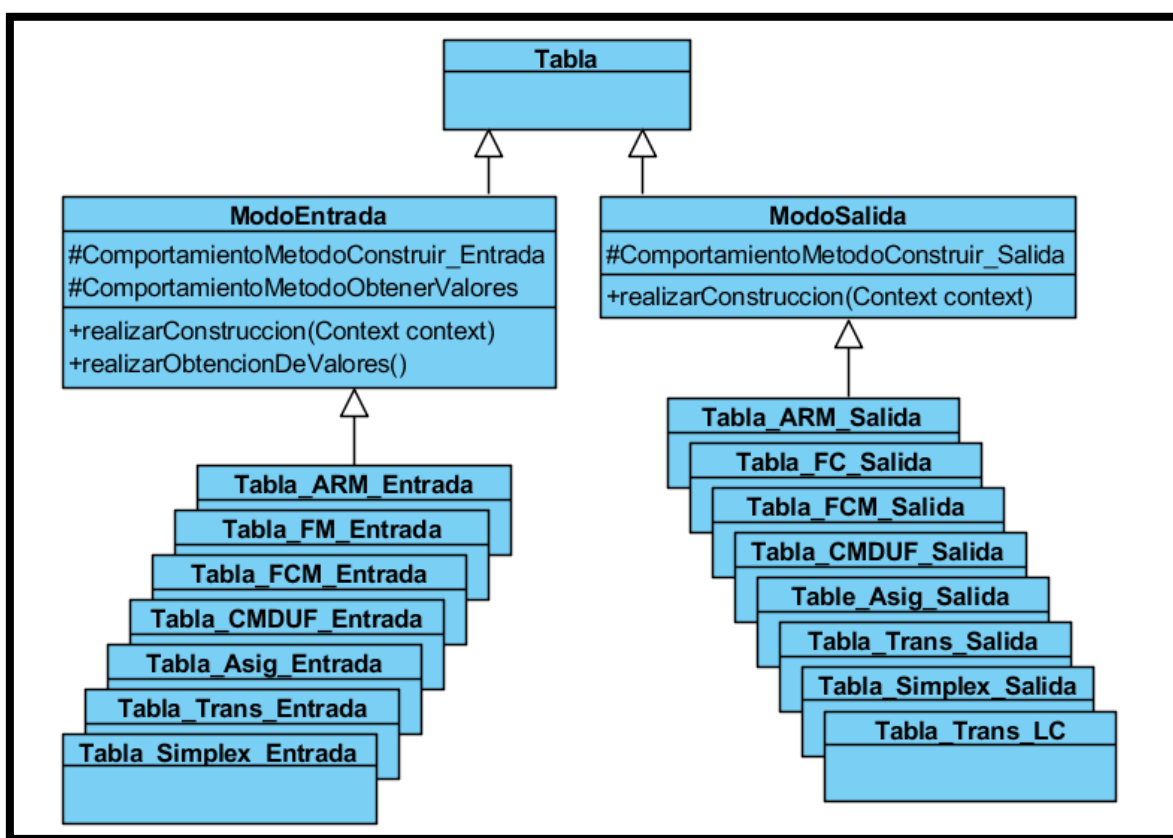 Tabla
ModoEntrada
#ComportamientoMetodoConstruir_Entrada
#ComportamientoMetodoObtenerValores
+realizarConstruccion(Context context)
+realizarObtencionDeValores()
ModoSalida
#ComportamientoMetodoConstruir_Salida
+realizarConstruccion(Context context)
Tabla_ARM_Entrada
Tabla_FM_Entrada
Tabla_FCM_Entrada
Tabla_CMDUF_Entrada
Tabla_Asig_Entrada
Tabla_Trans_Entrada
Tabla_Simplex_Entrada
Tabla_ARM_Salida
Tabla_FC_Salida
Tabla_FCM_Salida
Tabla_CMDUF_Salida
Table_Asig_Salida
Tabla_Trans_Salida
Tabla_Simplex_Salida
Tabla_Trans_LC